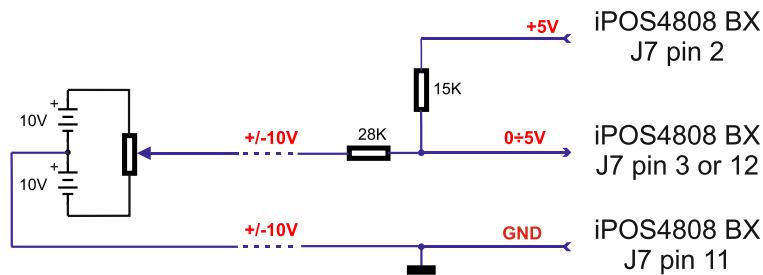 +5V
iPOS4808 BX
J7 pin 2
15K
+
10V
+/-10V
28K
0÷5V
iPOS4808 BX
J7 pin 3 or 12
+
10V
+/-10V
GND
iPOS4808 BX
J7 pin 11